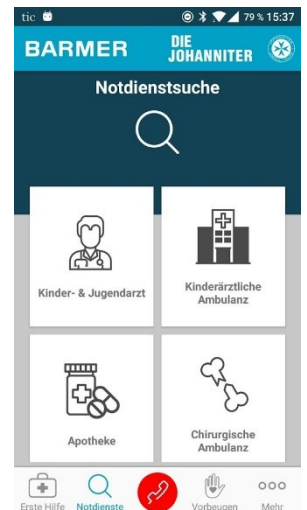 tic 79 % 15:37
BARMER DIE
JOHANNITER
Notdienstsuche
Kinder- & Jugendarzt
Kinderärztliche
Ambulanz
Apotheke
Chirurgische
Ambulanz
Erste Hilfe Notdienste Vorbeugen Mehr